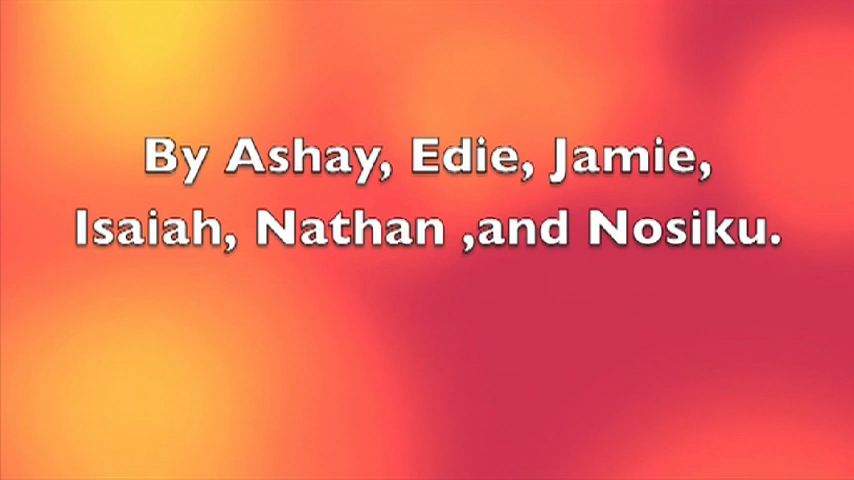 By Ashay, Edie, Jamie,
Isaiah, Nathan ,and Nosiku.